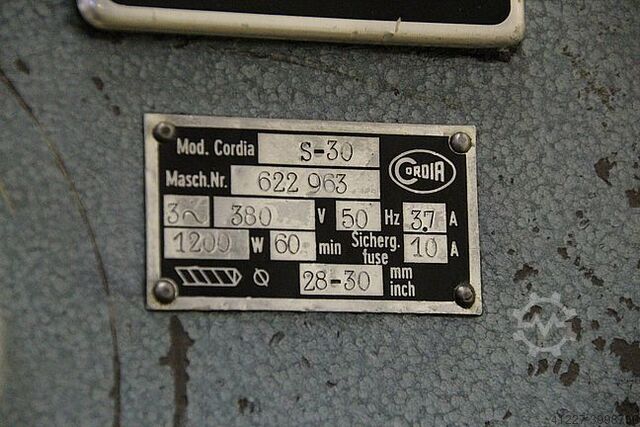 Mod. Cordia S-30
CORDIA
Masch.Nr. 622 963
3~ 380 V 50 Hz 3.7 A
1200 W 60 min Sicherg. fuse 10 A
Ø 28-30 mm inch